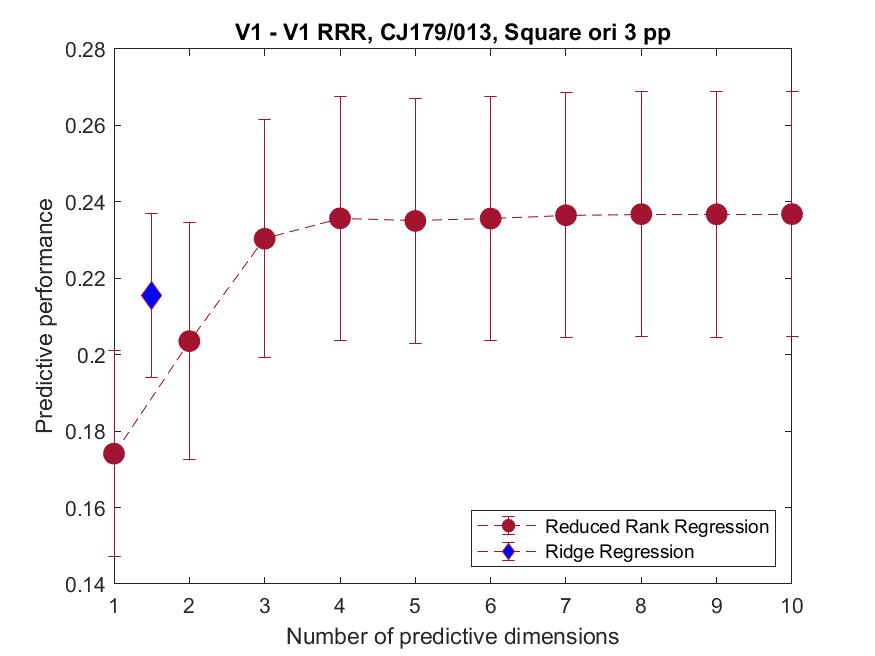 V1 - V1 RRR, CJ179/013, Square ori 3 pp
0.28
0.26
0.24
0.22
0.2
0.18
0.16
0.14
Predictive performance
Reduced Rank Regression
Ridge Regression
1 2 3 4 5 6 7 8 9 10
Number of predictive dimensions